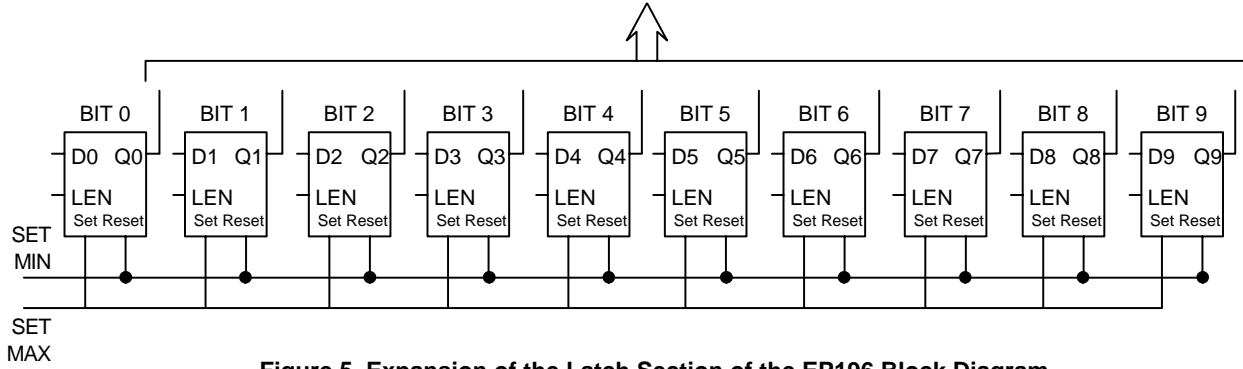 BIT 0 BIT 1 BIT 2 BIT 3 BIT 4 BIT 5 BIT 6 BIT 7 BIT 8 BIT 9
D0 Q0 D1 Q1 D2 Q2 D3 Q3 D4 Q4 D5 Q5 D6 Q6 D7 Q7 D8 Q8 D9 Q9
LEN LEN LEN LEN LEN LEN LEN LEN LEN LEN
Set Reset Set Reset Set Reset Set Reset Set Reset Set Reset Set Reset Set Reset Set Reset Set Reset
SET
MIN
SET
MAX
Figure 5. Expansion of the Latch Section of the EP196 Block Diagram